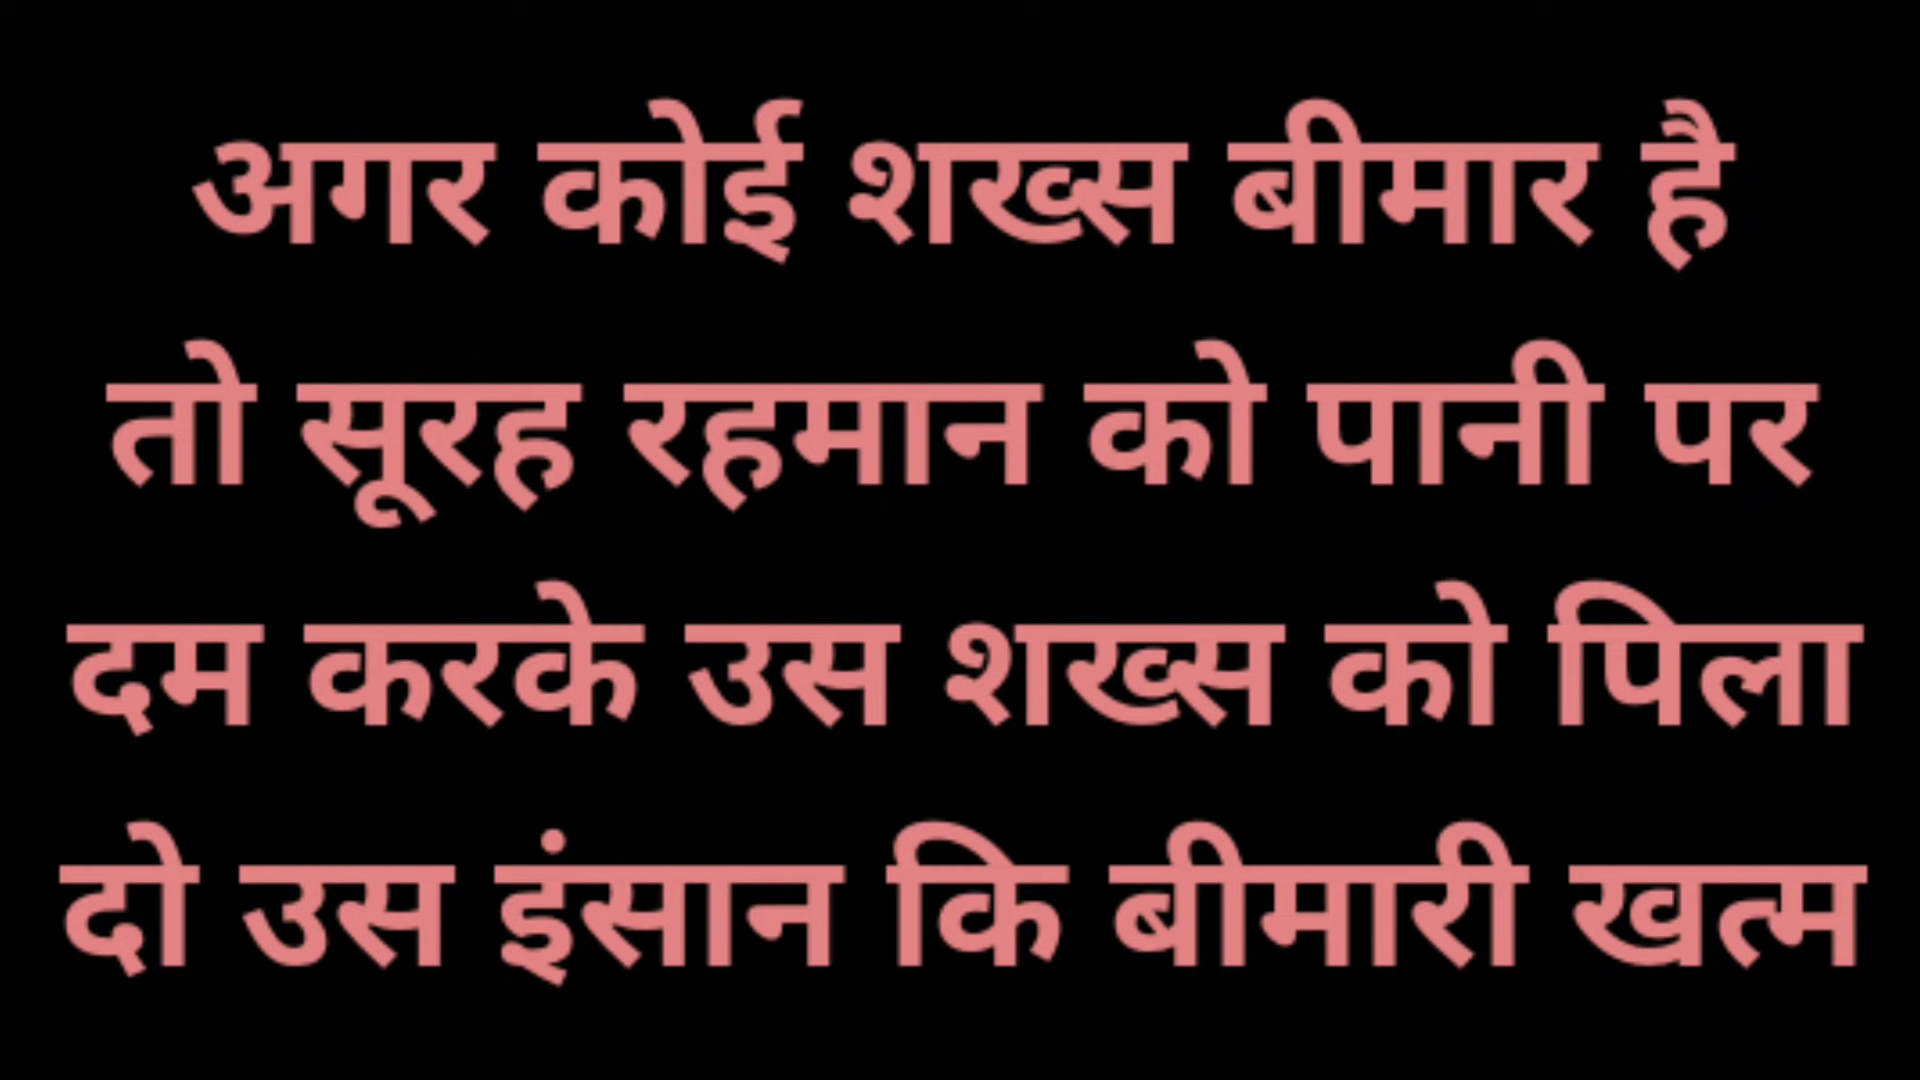 अगर कोई शख्स बीमार है
तो सूरह रहमान को पानी पर
दम करके उस शख्स को पिला
दो उस इंसान कि बीमारी खत्म